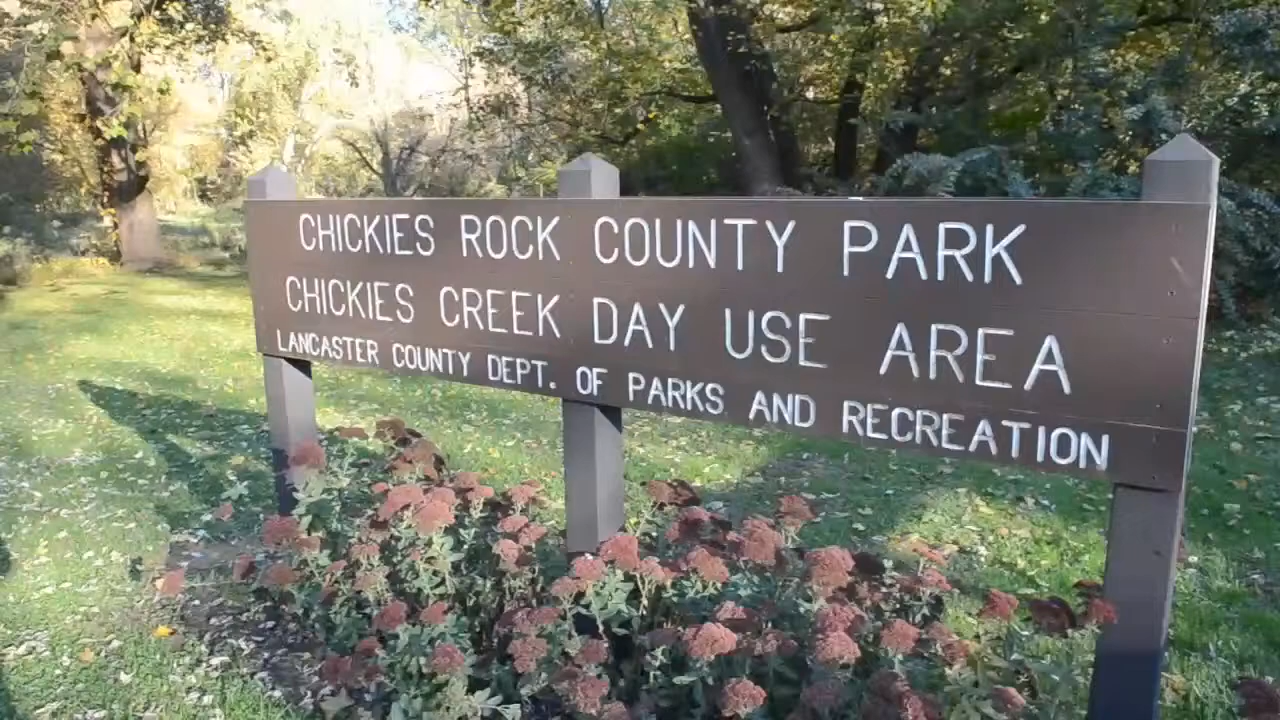 CHICKIES ROCK COUNTY PARK
CHICKIES CREEK DAY USE AREA
LANCASTER COUNTY DEPT. OF PARKS AND RECREATION